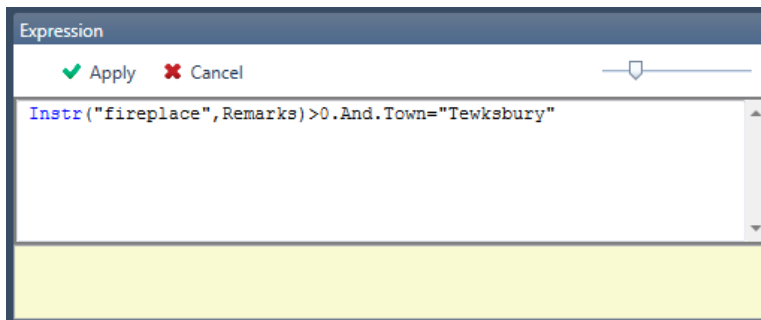 Expression
Apply Cancel
Instr("fireplace",Remarks)>0.And.Town="Tewksbury"